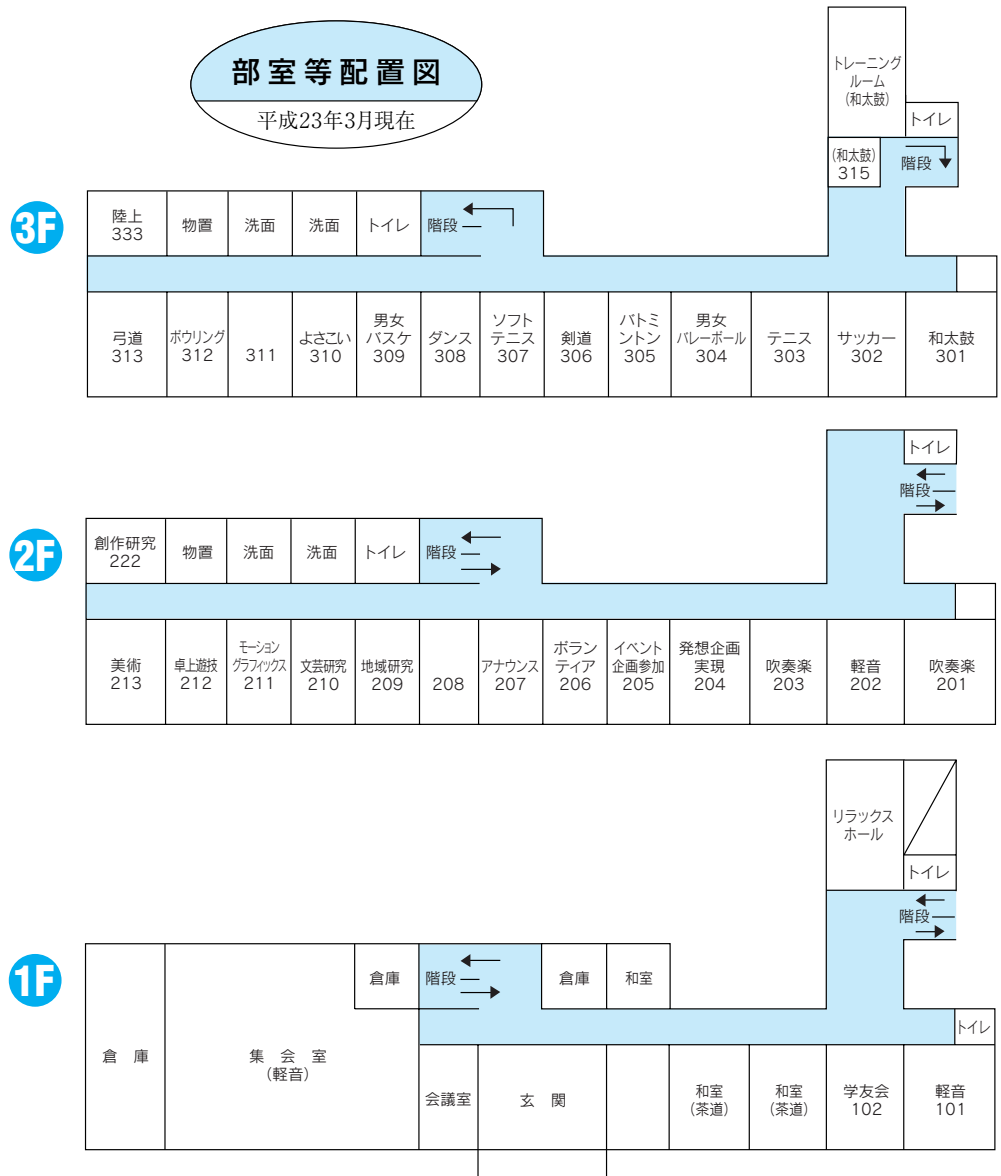 部室等配置図
平成23年3月現在
トレーニング
ルーム
(和太鼓)
トイレ
(和太鼓)
315
階段
3F
陸上
333
物置
洗面
洗面
トイレ
階段
弓道
313
ボウリング
312
311
よさこい
310
男女
バスケ
309
ダンス
308
ソフト
テニス
307
剣道
306
バトミ
ントン
305
男女
バレーボール
304
テニス
303
サッカー
302
和太鼓
301
トイレ
階段
2F
創作研究
222
物置
洗面
洗面
トイレ
階段
美術
213
卓上遊技
212
モーション
グラフィックス
211
文芸研究
210
地域研究
209
208
アナウンス
207
ボラン
ティア
206
イベント
企画参加
205
発想企画
実現
204
吹奏楽
203
軽音
202
吹奏楽
201
リラックス
ホール
トイレ
階段
1F
倉庫
集会室
(軽音)
倉庫
階段
倉庫
和室
トイレ
会議室
玄関
和室
(茶道)
和室
(茶道)
学友会
102
軽音
101